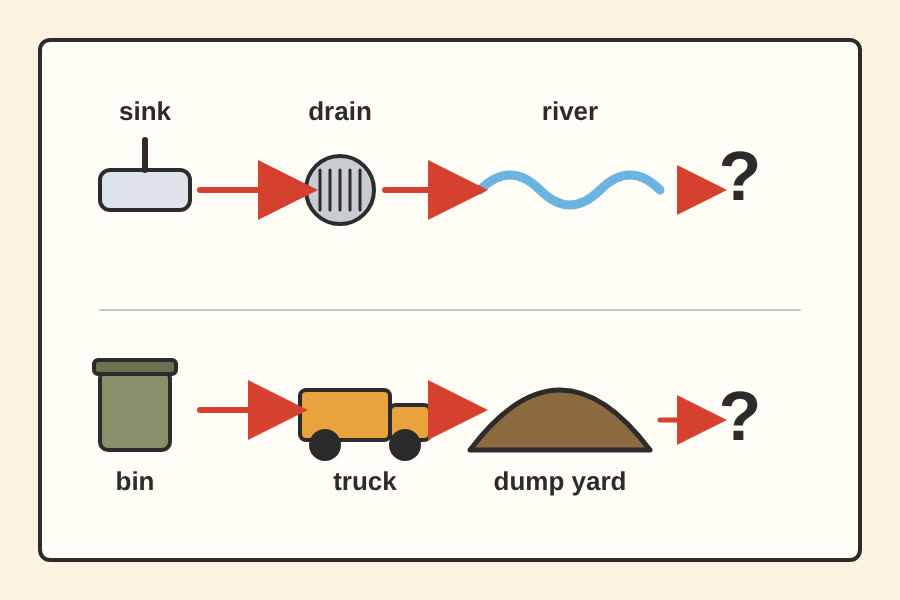 sink
drain
river
?
?
bin
truck
dump yard